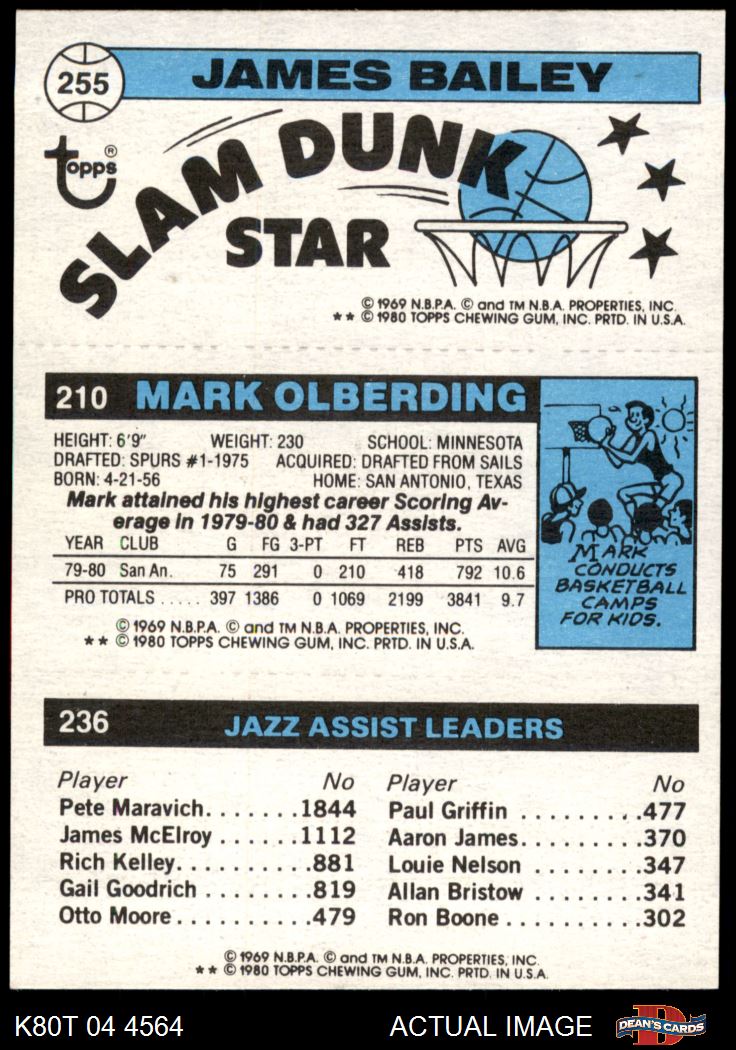 255 JAMES BAILEY
topps®
SLAM DUNK
STAR
© 1969 N.B.P.A. © and TM N.B.A. PROPERTIES, INC.
** © 1980 TOPPS CHEWING GUM, INC. PRTD. IN U.S.A.
210 MARK OLBERDING
HEIGHT: 6'9" WEIGHT: 230 SCHOOL: MINNESOTA
DRAFTED: SPURS #1-1975 ACQUIRED: DRAFTED FROM SAILS
BORN: 4-21-56 HOME: SAN ANTONIO, TEXAS
Mark attained his highest career Scoring Av-
erage in 1979-80 & had 327 Assists.
YEAR CLUB G FG 3-PT FT REB PTS AVG
79-80 San An. 75 291 0 210 418 792 10.6
PRO TOTALS ..... 397 1386 0 1069 2199 3841 9.7
© 1969 N.B.P.A. © and TM N.B.A. PROPERTIES, INC.
** © 1980 TOPPS CHEWING GUM, INC. PRTD. IN U.S.A.
MARK
CONDUCTS
BASKETBALL
CAMPS
FOR KIDS.
236 JAZZ ASSIST LEADERS
Player No Player No
Pete Maravich.......1844 Paul Griffin .........477
James McElroy ......1112 Aaron James.........370
Rich Kelley.........881 Louie Nelson .........347
Gail Goodrich ........819 Allan Bristow ........341
Otto Moore..........479 Ron Boone ..........302
© 1969 N.B.P.A. © and TM N.B.A. PROPERTIES, INC.
** © 1980 TOPPS CHEWING GUM, INC. PRTD. IN U.S.A.
K80T 04 4564 ACTUAL IMAGE D DEAN'S CARDS